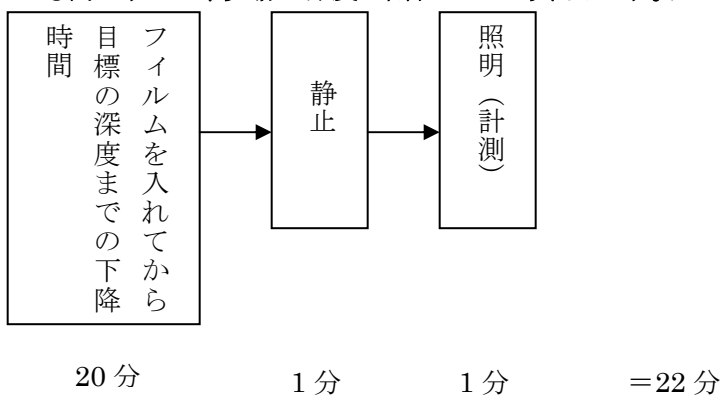 フィルムを入れてから
目標の深度までの下降
時間
静止
照明（計測）
20分
1分
1分
＝22分